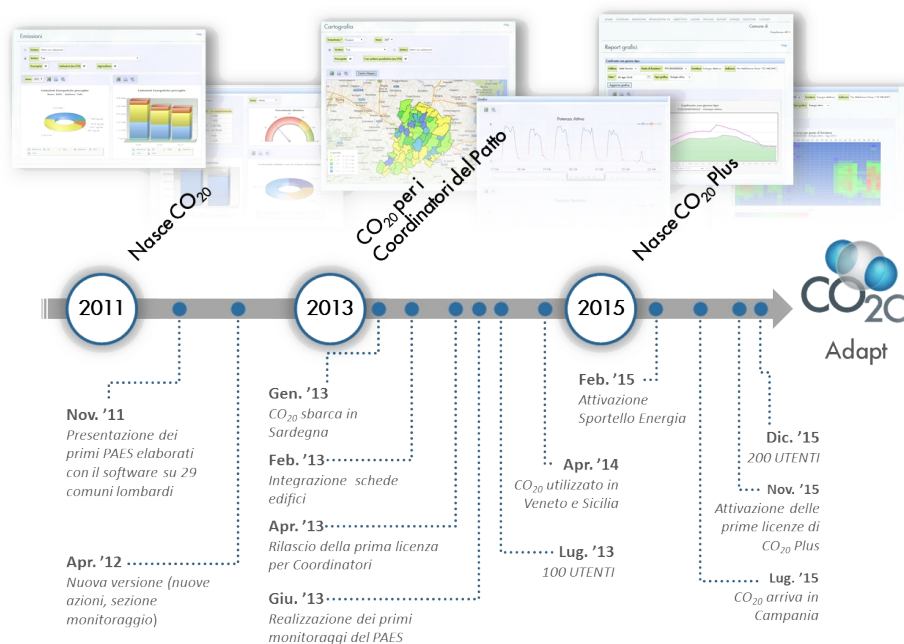 Emissioni
Cartografia
Report grafici
Comune di
Potenza Attiva
Nasce CO20
CO20 per i
Coordinatori del Patto
Nasce CO20 Plus
2011
2013
2015
CO2O
Adapt
Nov. '11
Presentazione dei
primi PAES elaborati
con il software su 29
comuni lombardi
Apr. '12
Nuova versione (nuove
azioni, sezione
monitoraggio)
Gen. '13
CO20 sbarca in
Sardegna
Feb. '13
Integrazione schede
edifici
Apr. '13
Rilascio della prima licenza
per Coordinatori
Giu. '13
Realizzazione dei primi
monitoraggi del PAES
Lug. '13
100 UTENTI
Apr. '14
CO20 utilizzato in
Veneto e Sicilia
Feb. '15
Attivazione
Sportello Energia
Dic. '15
200 UTENTI
Nov. '15
Attivazione delle
prime licenze di
CO20 Plus
Lug. '15
CO20 arriva in
Campania